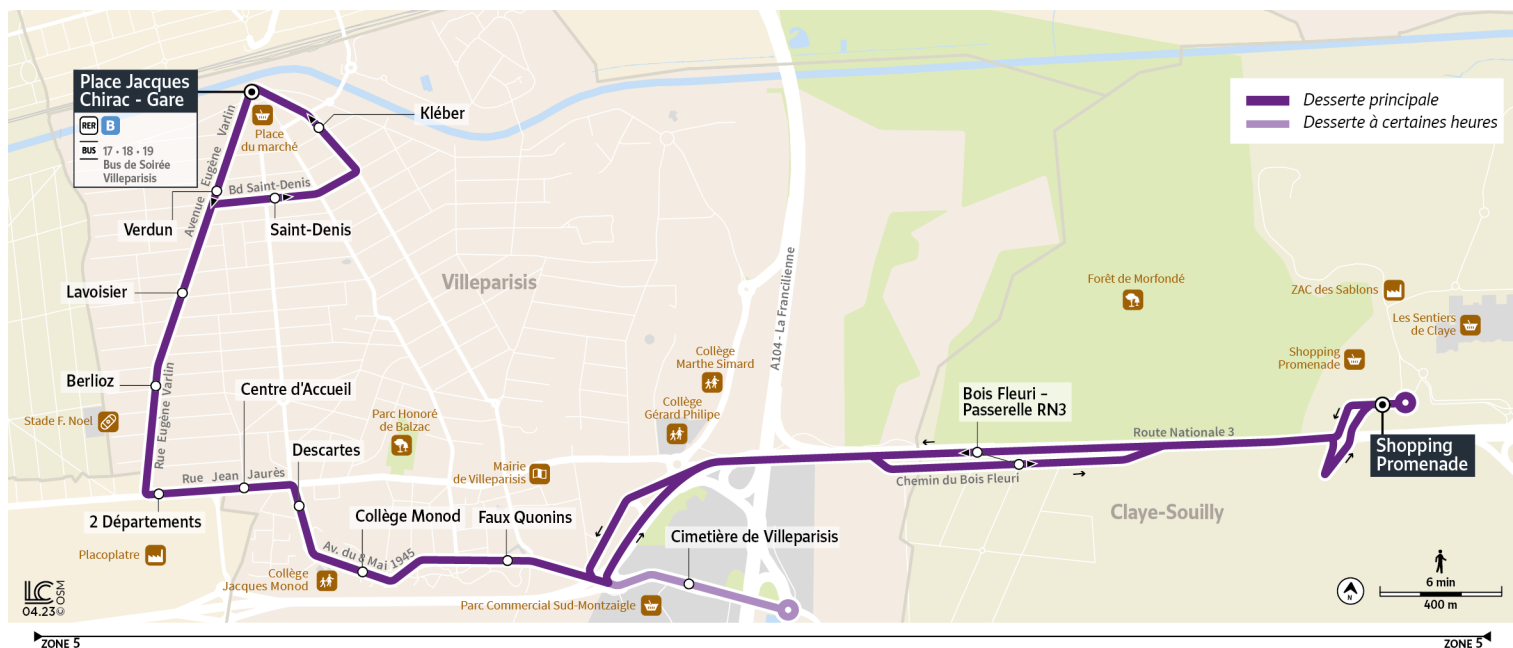 Place Jacques
Chirac - Gare
RER B
BUS 17 • 18 • 19
Bus de Soirée
Villeparisis
Place
du marché
Kléber
Avenue Eugène Varlin
Bd Saint-Denis
Verdun
Saint-Denis
Lavoisier
Villeparisis
Berlioz
Rue Eugène Varlin
Stade F. Noel
Centre d'Accueil
Parc Honoré
de Balzac
Descartes
Rue Jean Jaurès
2 Départements
Placoplatre
Collège Monod
Av. du 8 Mai 1945
Collège
Jacques Monod
Faux Quonins
Mairie
de Villeparisis
Collège
Marthe Simard
Collège
Gérard Philipe
A104 - La Francilienne
Cimetière de Villeparisis
Parc Commercial Sud-Montzaigle
Desserte principale
Desserte à certaines heures
Forêt de Morfondé
ZAC des Sablons
Les Sentiers
de Claye
Shopping
Promenade
Bois Fleuri –
Passerelle RN3
Route Nationale 3
Chemin du Bois Fleuri
Shopping
Promenade
Claye-Souilly
N
6 min
400 m
LC
04.23 © OSM
ZONE 5
ZONE 5